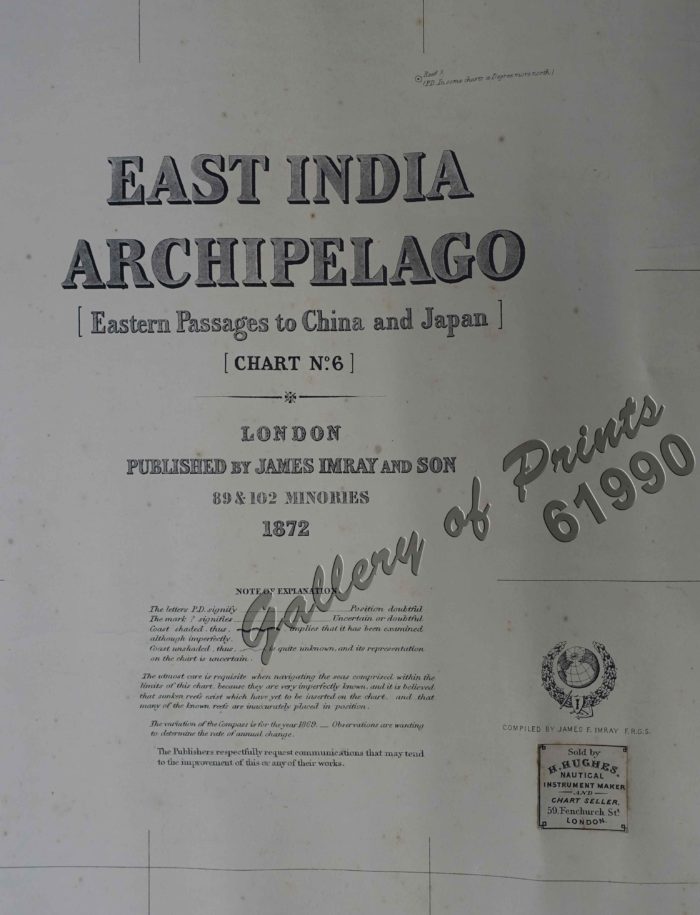 Reef ?
(P.D. In some charts a Degree more north)
EAST INDIA
ARCHIPELAGO
[Eastern Passages to China and Japan]
[CHART No. 6]
LONDON
PUBLISHED BY JAMES IMRAY AND SON
89 & 102 MINORIES
1872
Gallery of Prints
61990
NOTE OF EXPLANATION.
The letters P.D. signify Position doubtful.
The mark ? signifies Uncertain or doubtful.
Coast shaded, thus, implies that it has been examined
although imperfectly.
Coast unshaded, thus, is quite unknown, and its representation
on the chart is uncertain.
The utmost care is requisite when navigating the seas comprised within the
limits of this chart, because they are very imperfectly known, and it is believed
that sunken reefs exist which have yet to be inserted on the chart, and that
many of the known reefs are inaccurately placed in position.
The variation of the Compass is for the year 1869. Observations are wanting
to determine the rate of annual change.
The Publishers respectfully request communications that may tend
to the improvement of this or any of their works.
COMPILED BY JAMES F. IMRAY F.R.G.S.
Sold by
H. HUGHES,
NAUTICAL
INSTRUMENT MAKER
AND
CHART SELLER,
59, Fenchurch St.
LONDON.